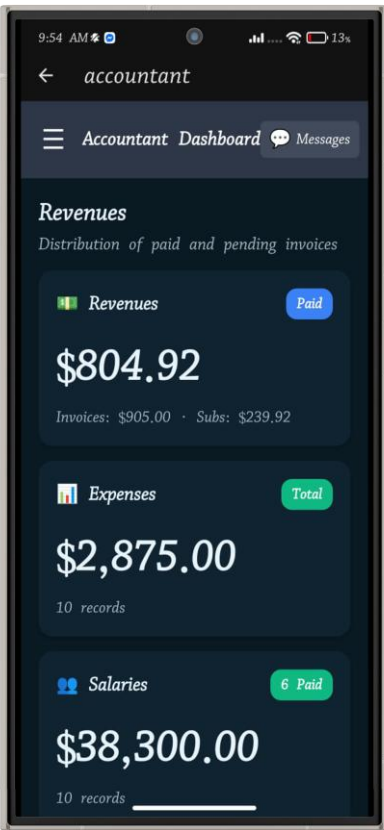 9:54 AM 13%
accountant
Accountant Dashboard 💬 Messages
Revenues
Distribution of paid and pending invoices
Revenues Paid
$804.92
Invoices: $905.00 · Subs: $239.92
Expenses Total
$2,875.00
10 records
Salaries 6 Paid
$38,300.00
10 records